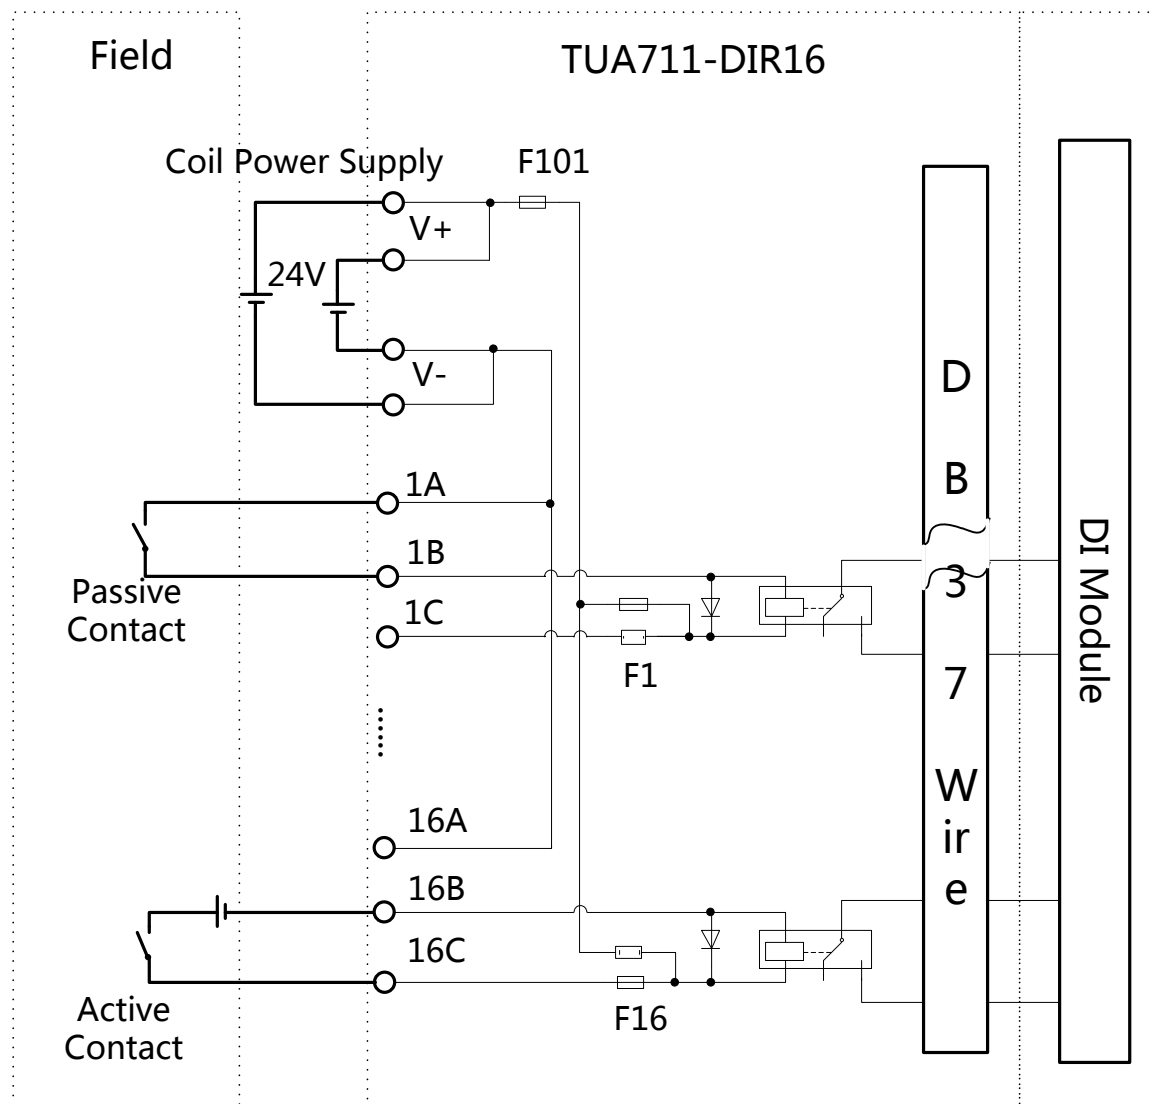 Field
TUA711-DIR16
Coil Power Supply
F101
V+
24V
V-
1A
1B
Passive
Contact
1C
F1
16A
16B
16C
F16
Active
Contact
D
B
3
7
W
ir
e
DI Module